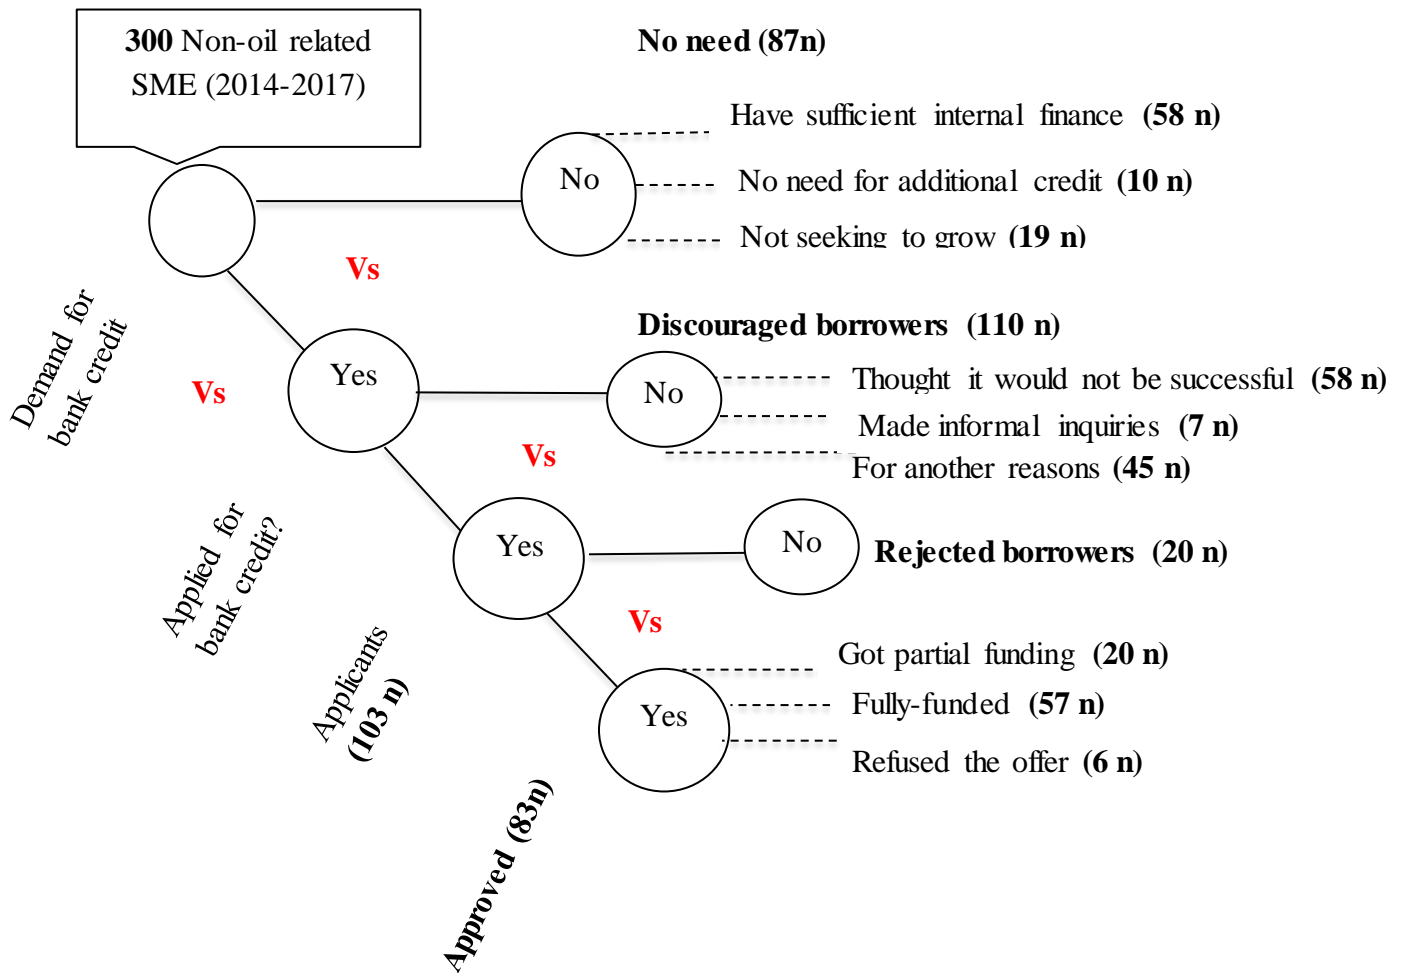 300 Non-oil related
SME (2014-2017)
No need (87n)
Have sufficient internal finance (58 n)
No
No need for additional credit (10 n)
Not seeking to grow (19 n)
Vs
Demand for
bank credit
Discouraged borrowers (110 n)
Yes
Vs
No
Thought it would not be successful (58 n)
Made informal inquiries (7 n)
For another reasons (45 n)
Vs
Applied for
bank credit?
Yes
No
Rejected borrowers (20 n)
Vs
Applicants
(103 n)
Got partial funding (20 n)
Yes
Fully-funded (57 n)
Refused the offer (6 n)
Approved (83n)